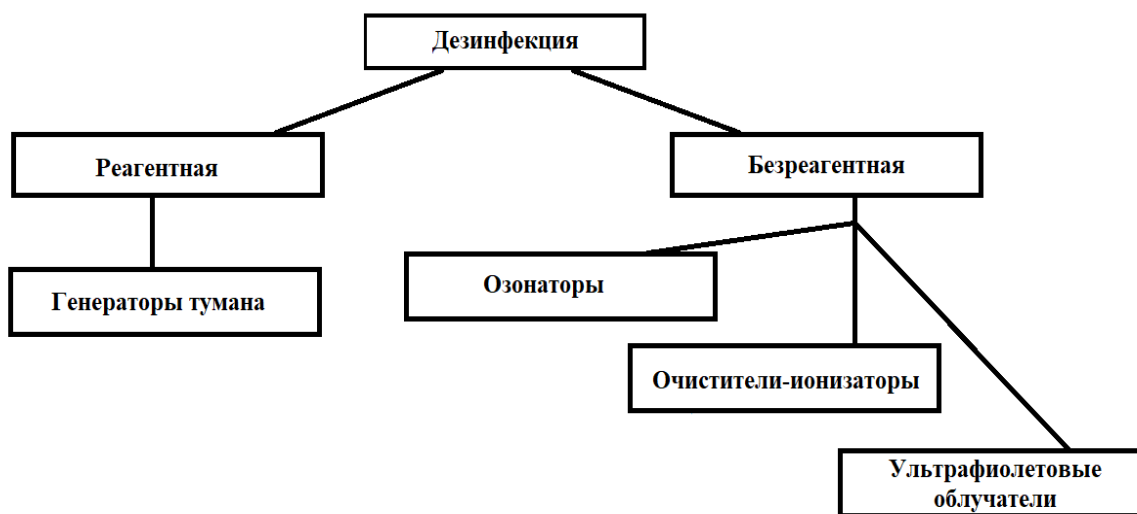 Дезинфекция
Реагентная
Безреагентная
Генераторы тумана
Озонаторы
Очистители-ионизаторы
Ультрафиолетовые
облучатели